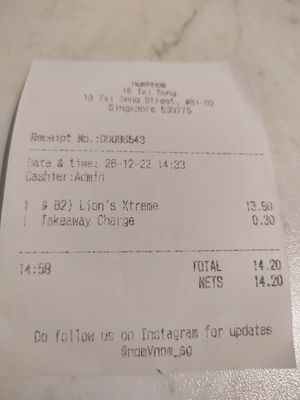 18 Tai Seng
18 Tai Seng Street, #01-02
Singapore 539775
Receipt No.:00086543
Date & time: 26-12-22 14:33
Cashier:Admin
1 # B2) Lion's Xtreme 13.90
1 Takeaway Charge 0.30
14:59 TOTAL 14.20
NETS 14.20
Do follow us on Instagram for updates
@nomVnom_sg